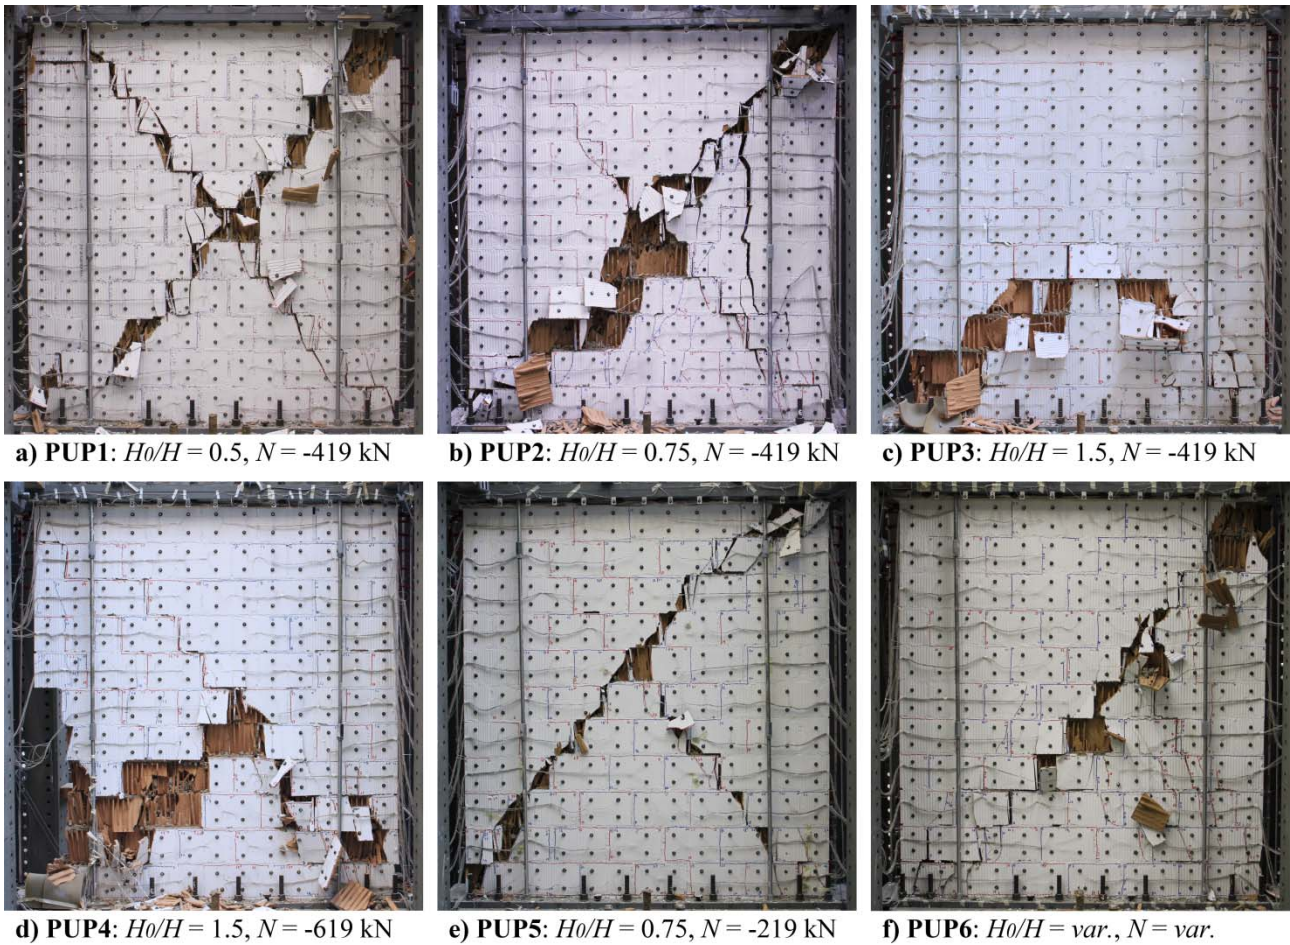 a) PUP1: H0/H = 0.5, N = -419 kN
b) PUP2: H0/H = 0.75, N = -419 kN
c) PUP3: H0/H = 1.5, N = -419 kN
d) PUP4: H0/H = 1.5, N = -619 kN
e) PUP5: H0/H = 0.75, N = -219 kN
f) PUP6: H0/H = var., N = var.